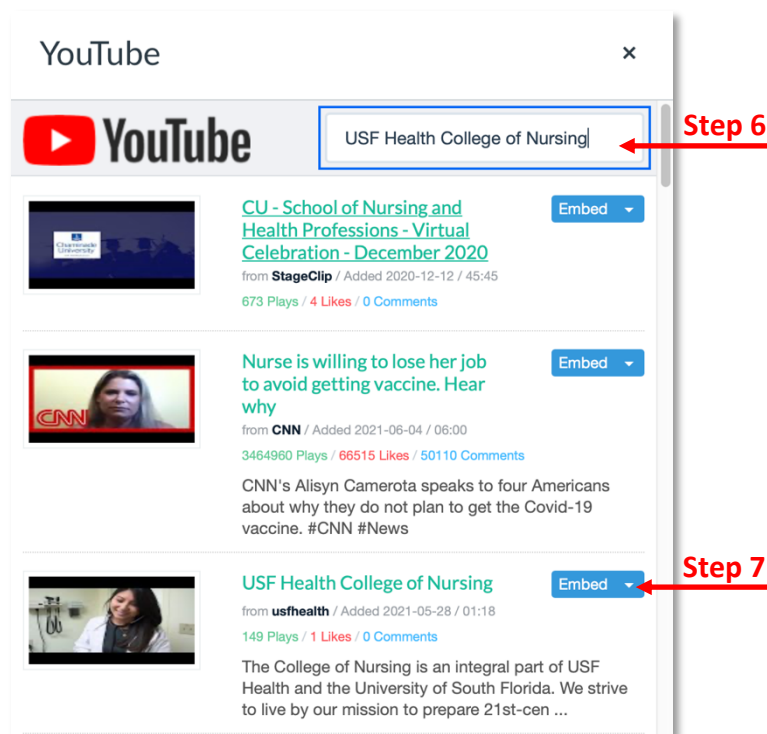 YouTube ×
YouTube
USF Health College of Nursing
Step 6
CU - School of Nursing and
Health Professions - Virtual
Celebration - December 2020
Embed
from StageClip / Added 2020-12-12 / 45:45
673 Plays / 4 Likes / 0 Comments
Chaminade
University
Nurse is willing to lose her job
to avoid getting vaccine. Hear
why
Embed
from CNN / Added 2021-06-04 / 06:00
3464960 Plays / 66515 Likes / 50110 Comments
CNN
CNN's Alisyn Camerota speaks to four Americans
about why they do not plan to get the Covid-19
vaccine. #CNN #News
USF Health College of Nursing
Embed
Step 7
from usfhealth / Added 2021-05-28 / 01:18
149 Plays / 1 Likes / 0 Comments
The College of Nursing is an integral part of USF
Health and the University of South Florida. We strive
to live by our mission to prepare 21st-cen ...